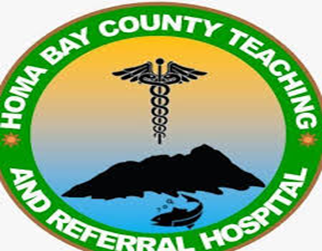 HOMA BAY COUNTY TEACHING
AND REFERRAL HOSPITAL